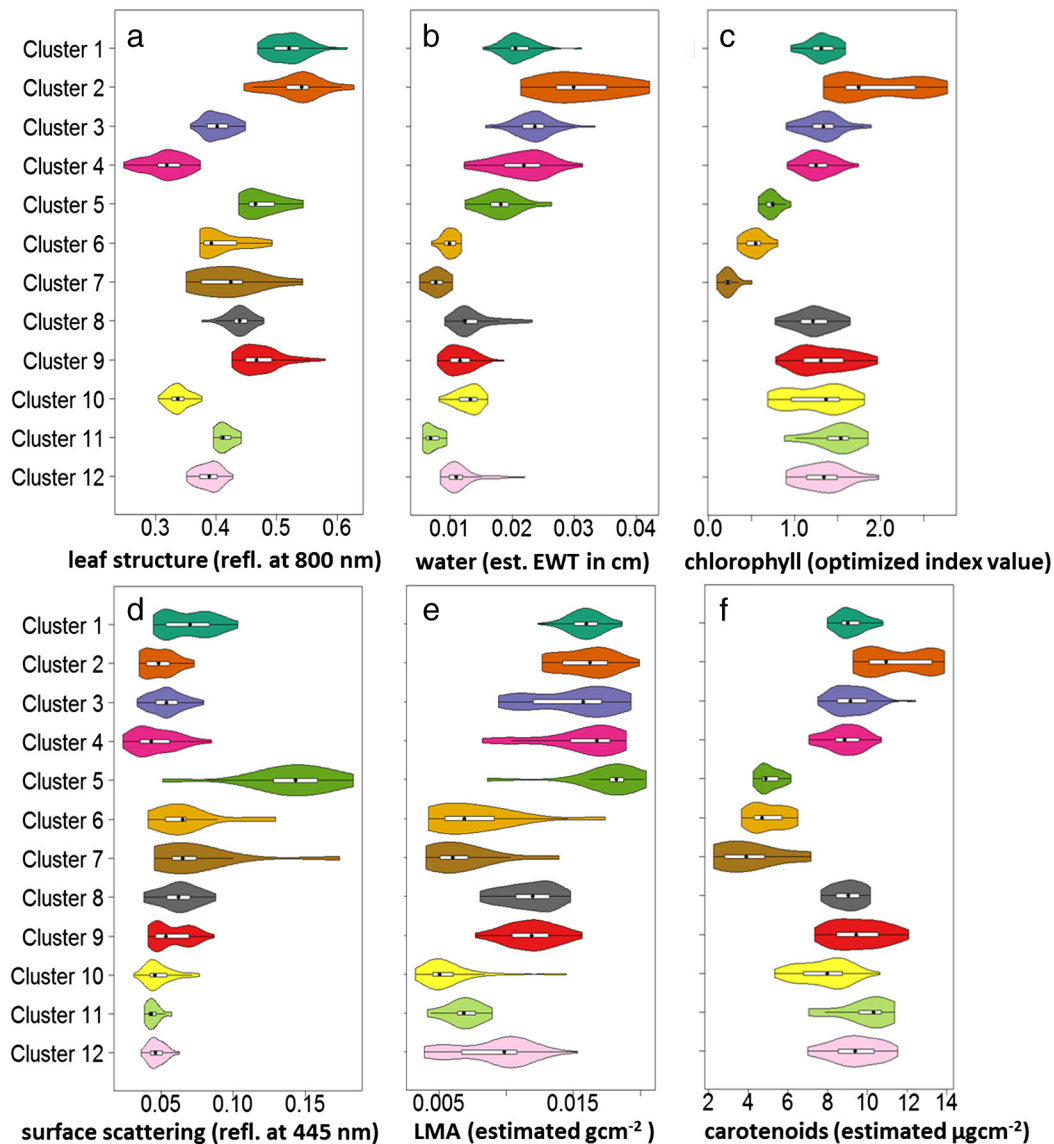 a b c
Cluster 1
Cluster 2
Cluster 3
Cluster 4
Cluster 5
Cluster 6
Cluster 7
Cluster 8
Cluster 9
Cluster 10
Cluster 11
Cluster 12
0.3 0.4 0.5 0.6 0.01 0.02 0.03 0.04 0.0 1.0 2.0
leaf structure (refl. at 800 nm) water (est. EWT in cm) chlorophyll (optimized index value)
d e f
Cluster 1
Cluster 2
Cluster 3
Cluster 4
Cluster 5
Cluster 6
Cluster 7
Cluster 8
Cluster 9
Cluster 10
Cluster 11
Cluster 12
0.05 0.10 0.15 0.005 0.015 2 4 6 8 10 12 14
surface scattering (refl. at 445 nm) LMA (estimated gcm⁻² ) carotenoids (estimated µgcm⁻²)